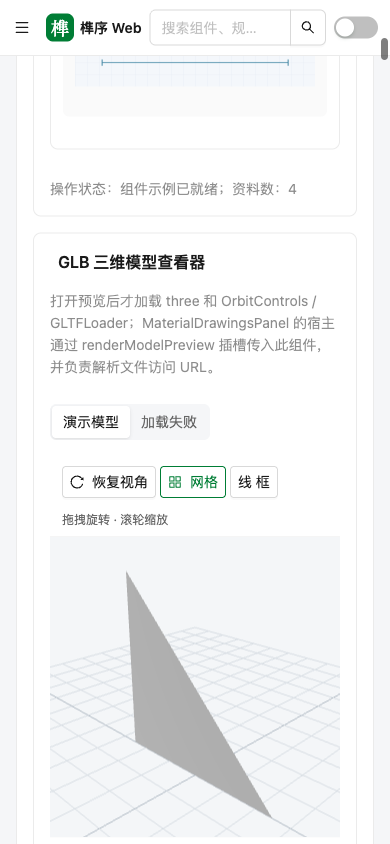 榫
榫序 Web
搜索组件、规...
操作状态：组件示例已就绪；资料数：4
GLB 三维模型查看器
打开预览后才加载 three 和 OrbitControls /
GLTFLoader；MaterialDrawingsPanel 的宿主
通过 renderModelPreview 插槽传入此组件，
并负责解析文件访问 URL。
演示模型 加载失败
恢复视角 网格 线 框
拖拽旋转 · 滚轮缩放